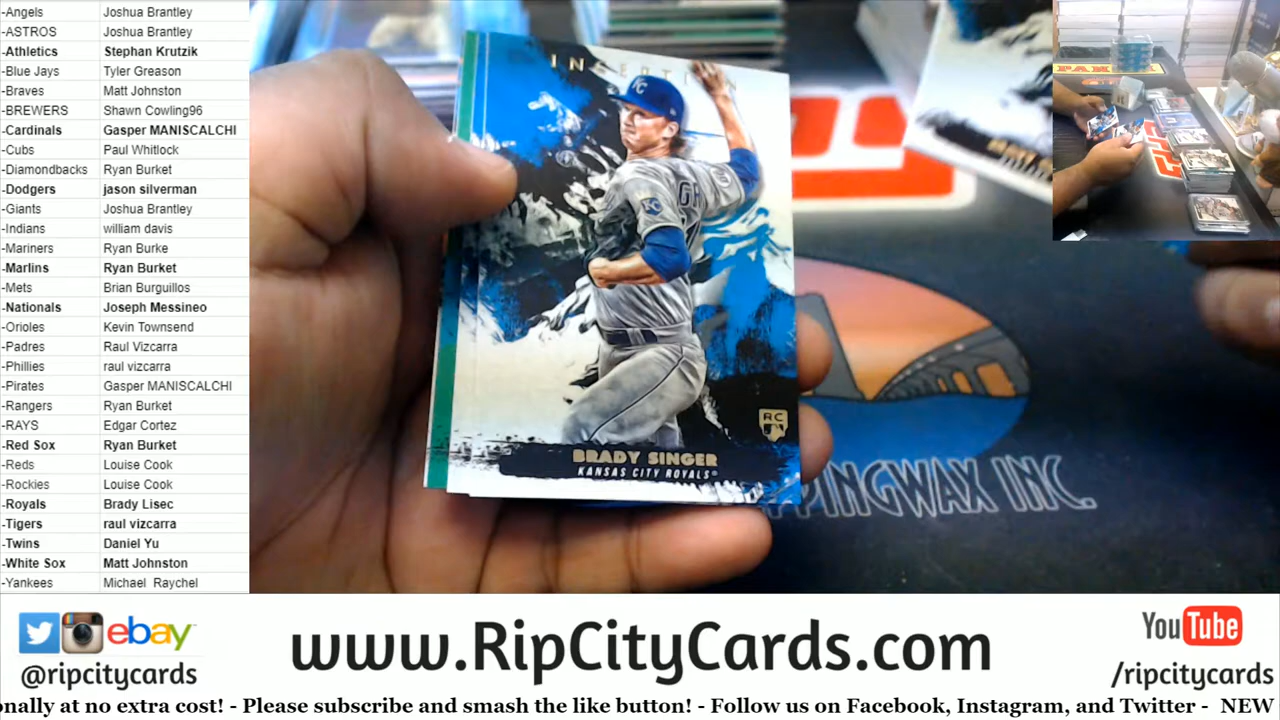 -Angels Joshua Brantley
-ASTROS Joshua Brantley
-Athletics Stephan Krutzik
-Blue Jays Tyler Greason
-Braves Matt Johnston
-BREWERS Shawn Cowling96
-Cardinals Gasper MANISCALCHI
-Cubs Paul Whitlock
-Diamondbacks Ryan Burket
-Dodgers jason silverman
-Giants Joshua Brantley
-Indians william davis
-Mariners Ryan Burke
-Marlins Ryan Burket
-Mets Brian Burguillos
-Nationals Joseph Messineo
-Orioles Kevin Townsend
-Padres Raul Vizcarra
-Phillies raul vizcarra
-Pirates Gasper MANISCALCHI
-Rangers Ryan Burket
-RAYS Edgar Cortez
-Red Sox Ryan Burket
-Reds Louise Cook
-Rockies Louise Cook
-Royals Brady Lisec
-Tigers raul vizcarra
-Twins Daniel Yu
-White Sox Matt Johnston
-Yankees Michael Raychel
INCEPTION
KC
KC
RC
BRADY SINGER
KANSAS CITY ROYALS®
PPINGWAX INC.
PANINI
ebay
@ripcitycards
www.RipCityCards.com
YouTube
/ripcitycards
onally at no extra cost! - Please subscribe and smash the like button! - Follow us on Facebook, Instagram, and Twitter - NEW